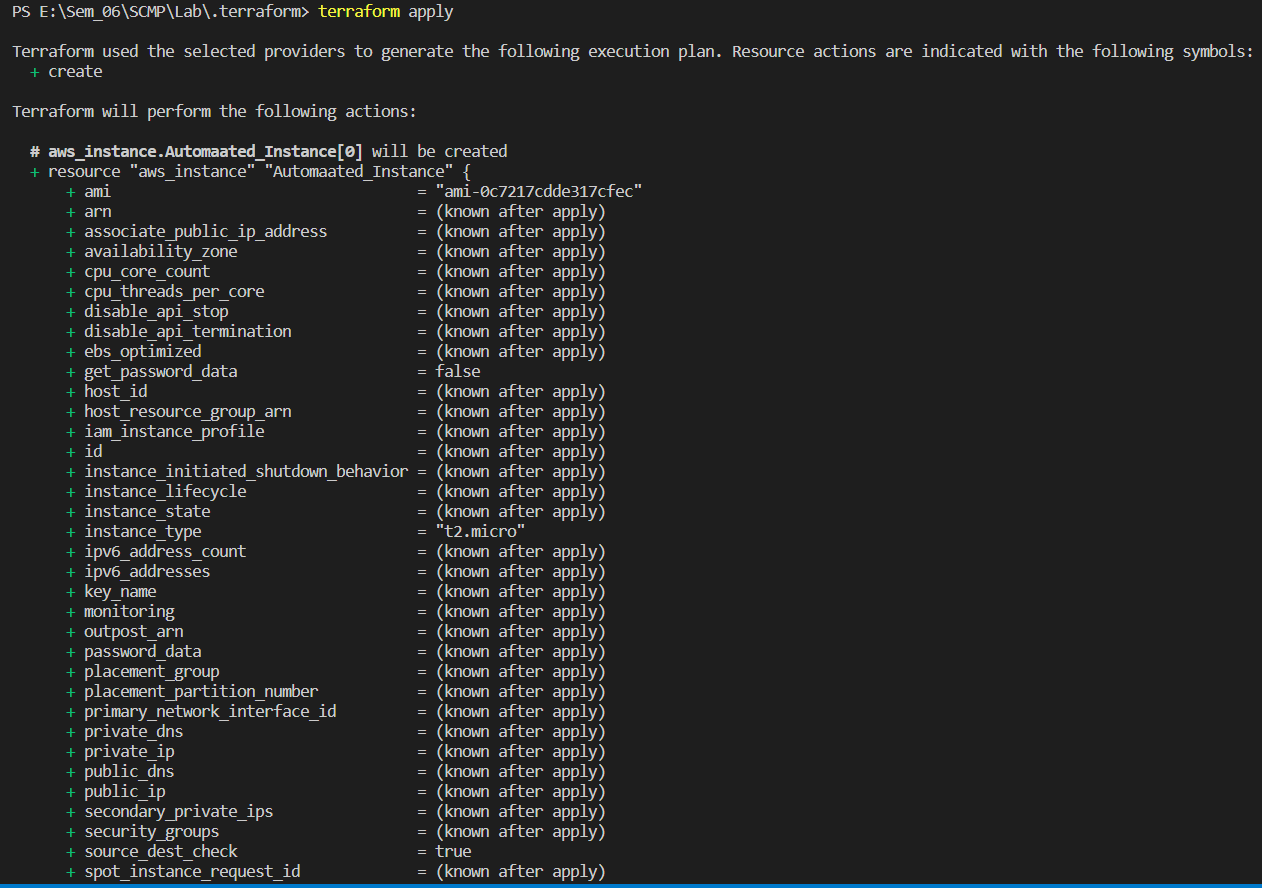 PS E:\Sem_06\SCMP\Lab\.terraform> terraform apply
Terraform used the selected providers to generate the following execution plan. Resource actions are indicated with the following symbols:
+ create
Terraform will perform the following actions:
# aws_instance.Automaated_Instance[0] will be created
+ resource "aws_instance" "Automaated_Instance" {
+ ami = "ami-0c7217cdde317cfec"
+ arn = (known after apply)
+ associate_public_ip_address = (known after apply)
+ availability_zone = (known after apply)
+ cpu_core_count = (known after apply)
+ cpu_threads_per_core = (known after apply)
+ disable_api_stop = (known after apply)
+ disable_api_termination = (known after apply)
+ ebs_optimized = (known after apply)
+ get_password_data = false
+ host_id = (known after apply)
+ host_resource_group_arn = (known after apply)
+ iam_instance_profile = (known after apply)
+ id = (known after apply)
+ instance_initiated_shutdown_behavior = (known after apply)
+ instance_lifecycle = (known after apply)
+ instance_state = (known after apply)
+ instance_type = "t2.micro"
+ ipv6_address_count = (known after apply)
+ ipv6_addresses = (known after apply)
+ key_name = (known after apply)
+ monitoring = (known after apply)
+ outpost_arn = (known after apply)
+ password_data = (known after apply)
+ placement_group = (known after apply)
+ placement_partition_number = (known after apply)
+ primary_network_interface_id = (known after apply)
+ private_dns = (known after apply)
+ private_ip = (known after apply)
+ public_dns = (known after apply)
+ public_ip = (known after apply)
+ secondary_private_ips = (known after apply)
+ security_groups = (known after apply)
+ source_dest_check = true
+ spot_instance_request_id = (known after apply)